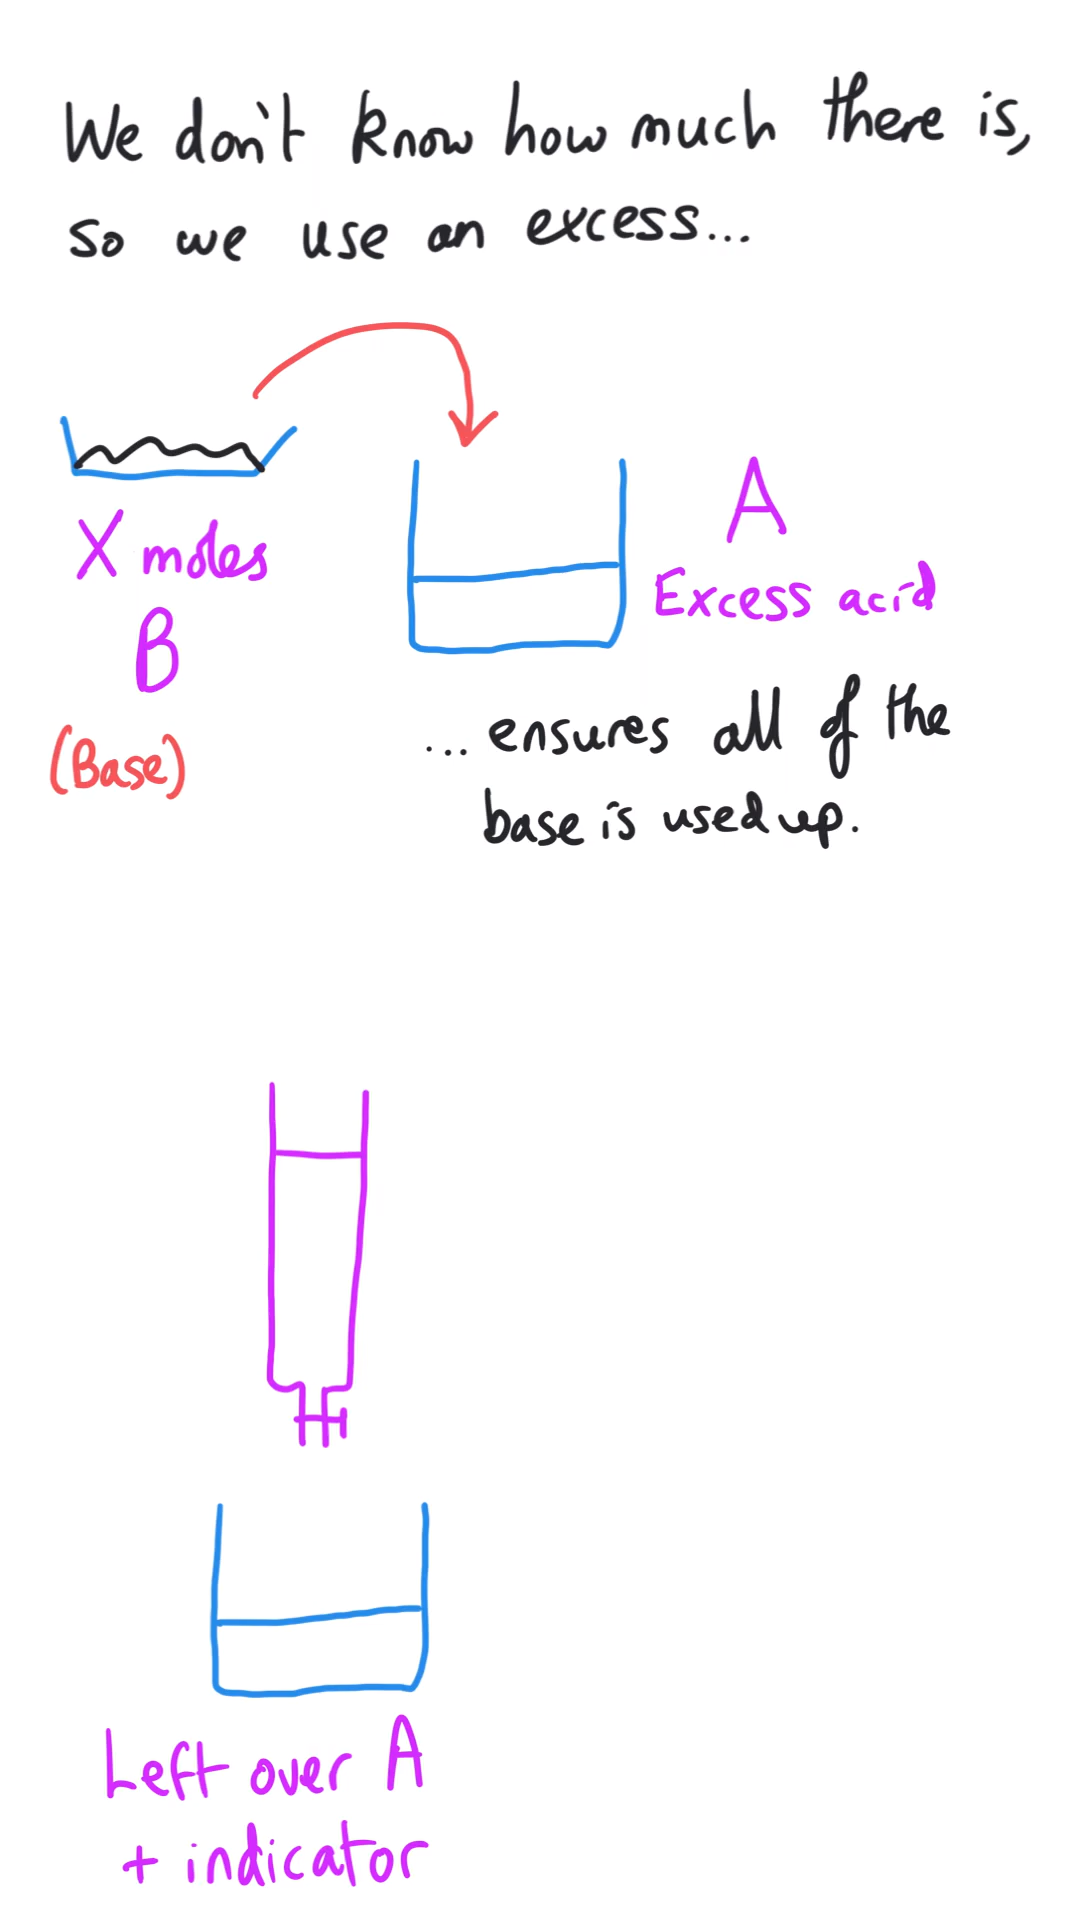 We don't know how much there is,
so we use an excess...
X moles
B
(Base)
A
Excess acid
... ensures all of the
base is used up.
Left over A
+ indicator